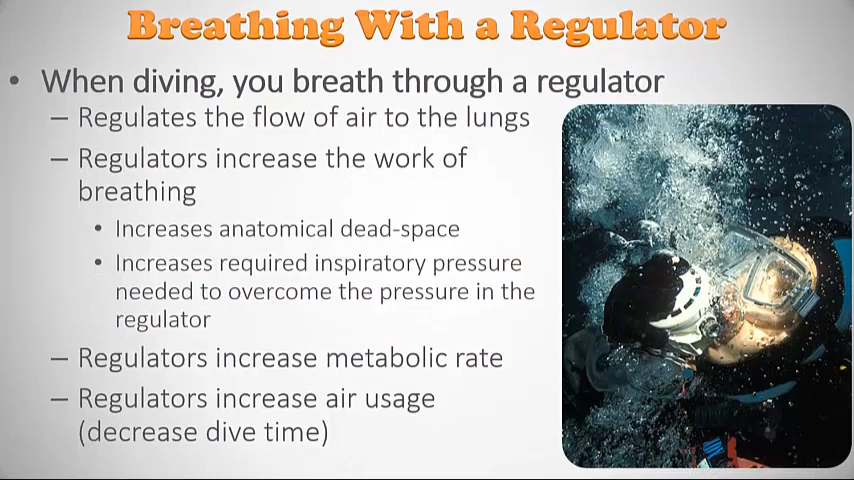 Breathing With a Regulator
• When diving, you breath through a regulator
– Regulates the flow of air to the lungs
– Regulators increase the work of
breathing
• Increases anatomical dead-space
• Increases required inspiratory pressure
needed to overcome the pressure in the
regulator
– Regulators increase metabolic rate
– Regulators increase air usage
(decrease dive time)